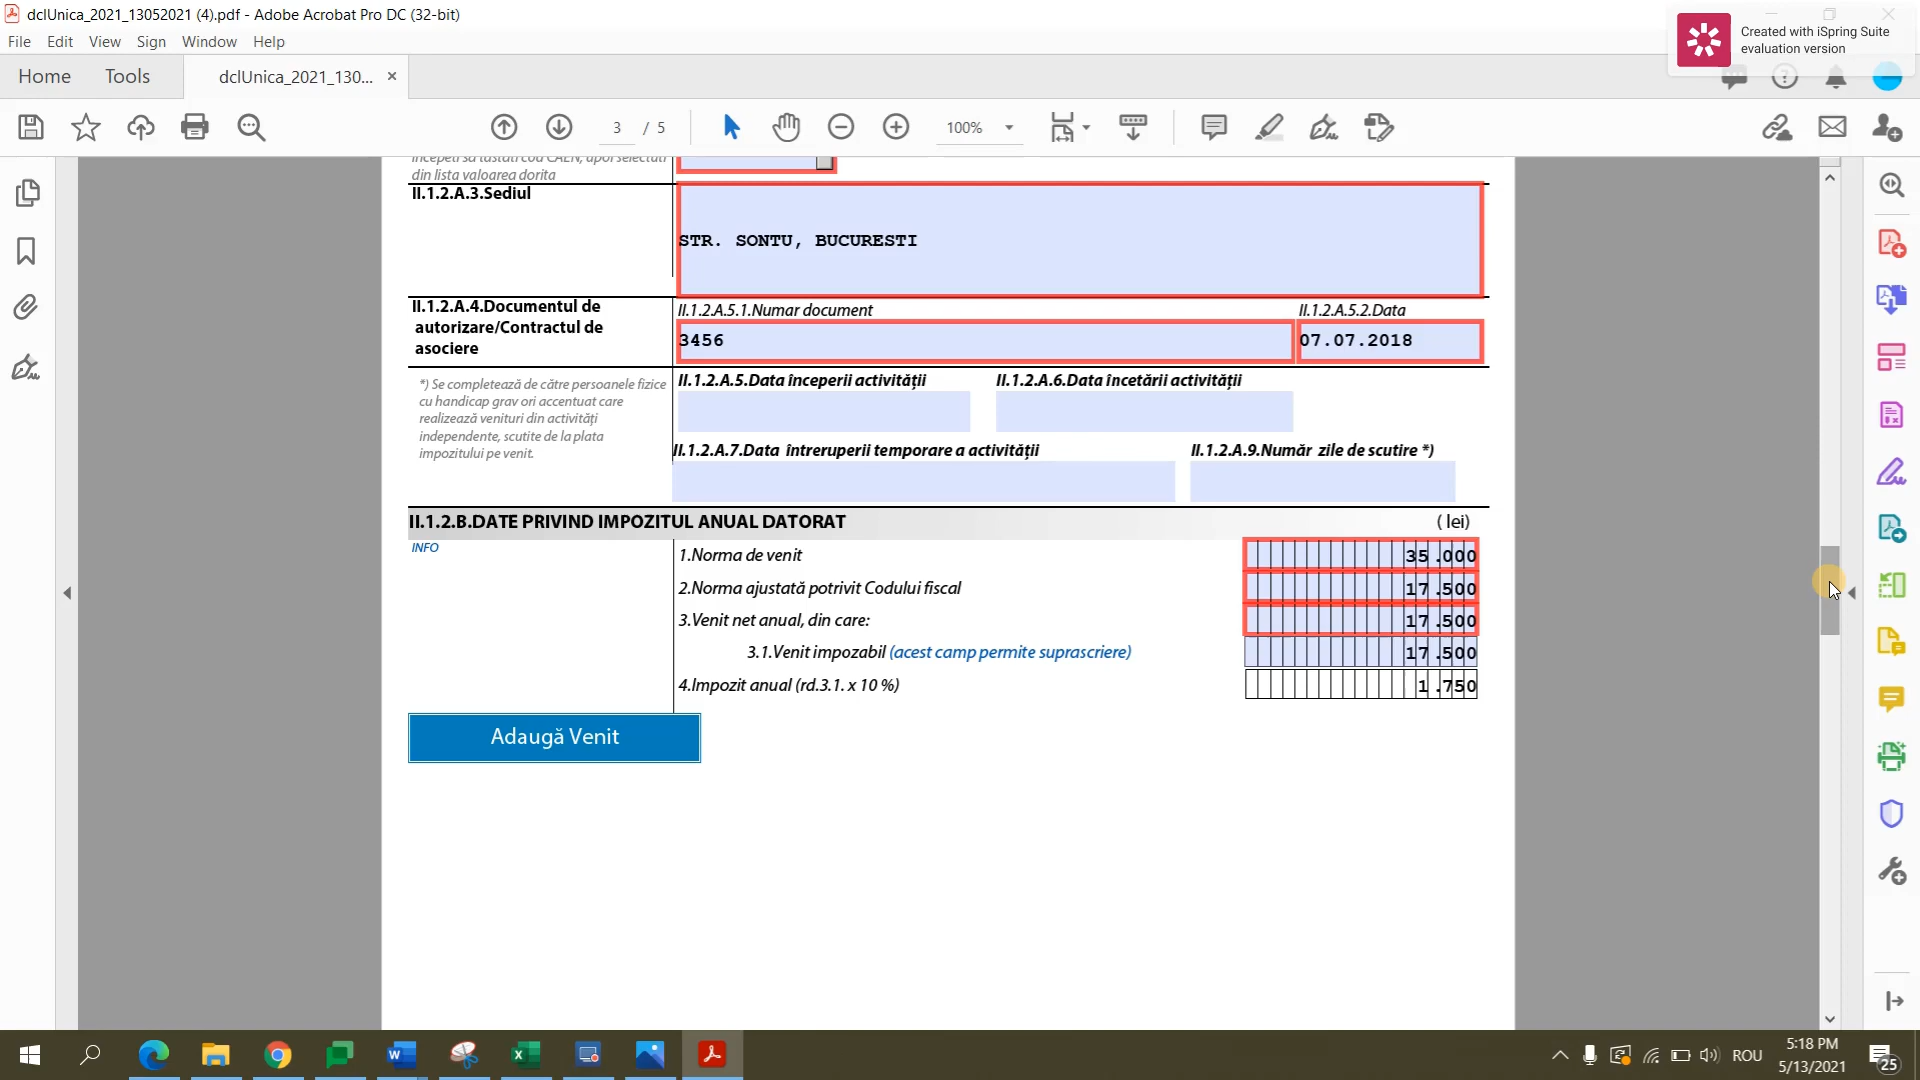 dclUnica_2021_13052021 (4).pdf - Adobe Acrobat Pro DC (32-bit)
Created with iSpring Suite
evaluation version
File Edit View Sign Window Help
Home Tools dclUnica_2021_130... ×
3 / 5 100%
începeti sa tastati cod CAEN, apoi selectati
din lista valoarea dorita
II.1.2.A.3.Sediul
STR. SONTU, BUCURESTI
II.1.2.A.4.Documentul de
autorizare/Contractul de
asociere
II.1.2.A.5.1.Numar document II.1.2.A.5.2.Data
3456 07.07.2018
*) Se completează de către persoanele fizice
cu handicap grav ori accentuat care
realizează venituri din activități
independente, scutite de la plata
impozitului pe venit.
II.1.2.A.5.Data începerii activității II.1.2.A.6.Data încetării activității
II.1.2.A.7.Data întreruperii temporare a activității II.1.2.A.9.Număr zile de scutire *)
II.1.2.B.DATE PRIVIND IMPOZITUL ANUAL DATORAT ( lei)
INFO
1.Norma de venit 35.000
2.Norma ajustată potrivit Codului fiscal 17.500
3.Venit net anual, din care: 17.500
3.1.Venit impozabil (acest camp permite suprascriere) 17.500
4.Impozit anual (rd.3.1. x 10 %) 1.750
Adaugă Venit
ROU
5:18 PM
5/13/2021
25